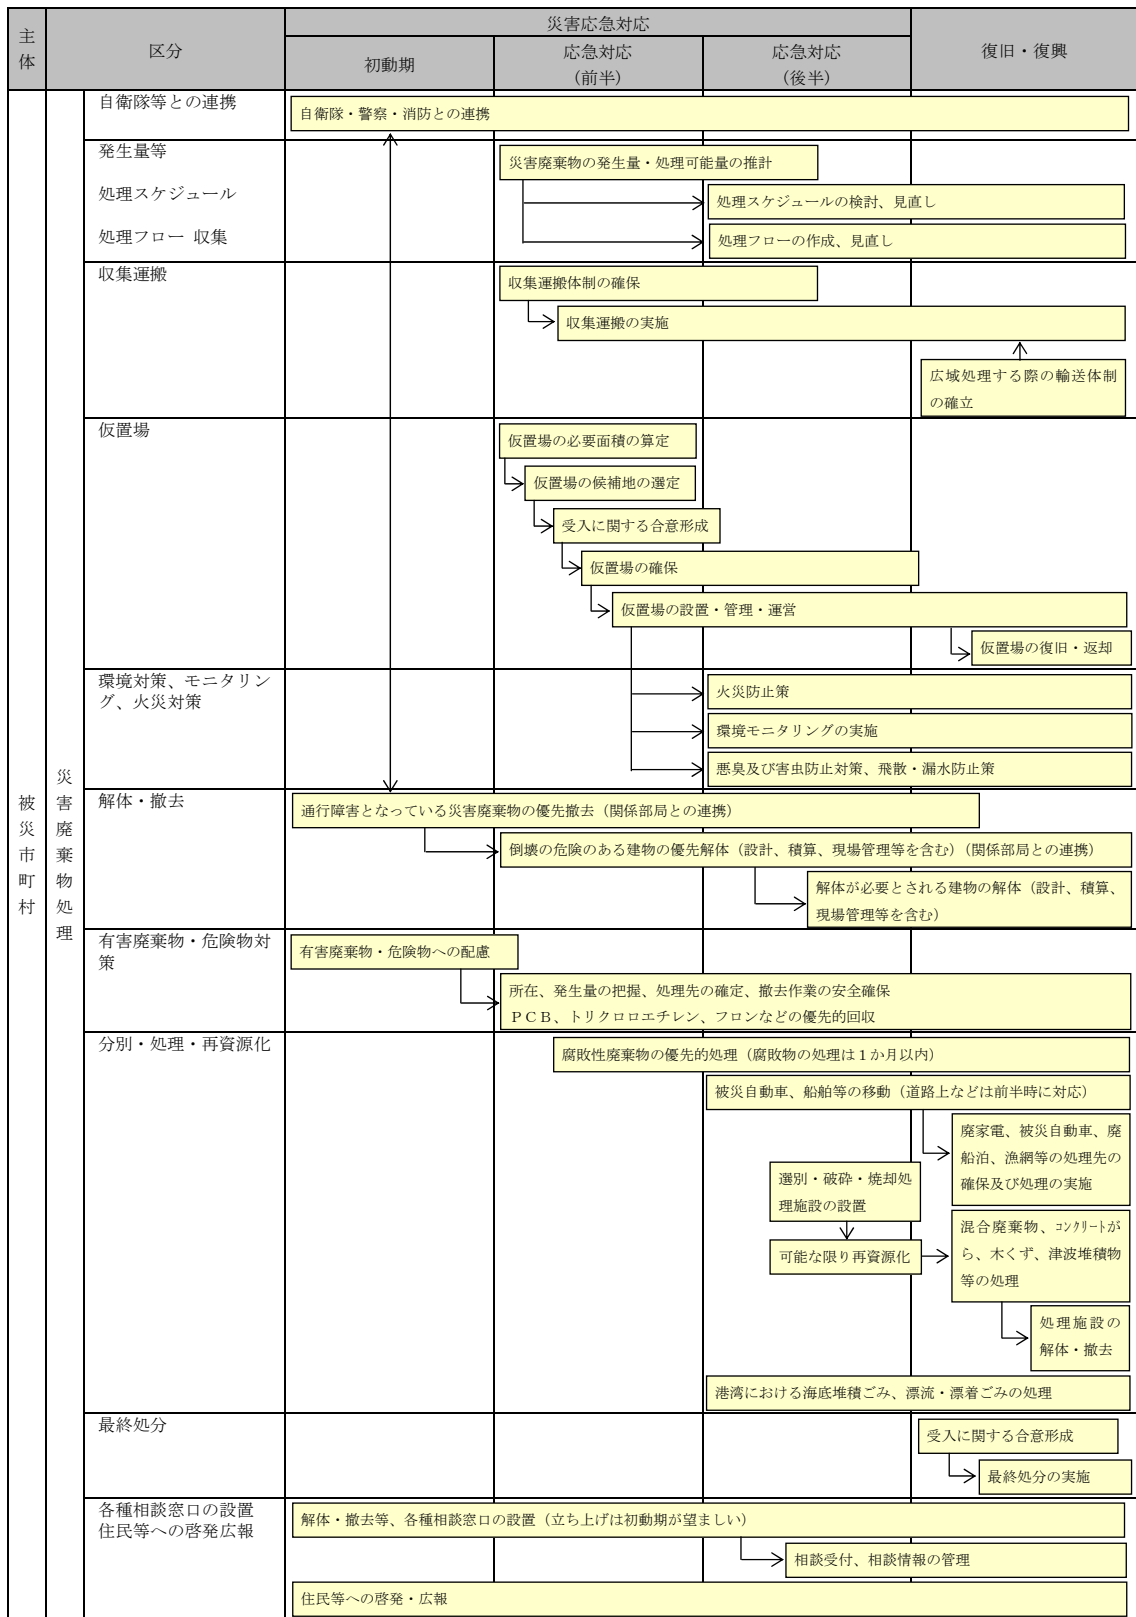 主体
区分
災害応急対応
初動期
応急対応
（前半）
応急対応
（後半）
復旧・復興
被災市町村
災害廃棄物処理
自衛隊等との連携
自衛隊・警察・消防との連携
発生量等
処理スケジュール
処理フロー 収集
災害廃棄物の発生量・処理可能量の推計
処理スケジュールの検討、見直し
処理フローの作成、見直し
収集運搬
収集運搬体制の確保
収集運搬の実施
広域処理する際の輸送体制
の確立
仮置場
仮置場の必要面積の算定
仮置場の候補地の選定
受入に関する合意形成
仮置場の確保
仮置場の設置・管理・運営
仮置場の復旧・返却
環境対策、モニタリン
グ、火災対策
火災防止策
環境モニタリングの実施
悪臭及び害虫防止対策、飛散・漏水防止策
解体・撤去
通行障害となっている災害廃棄物の優先撤去（関係部局との連携）
倒壊の危険のある建物の優先解体（設計、積算、現場管理等を含む）（関係部局との連携）
解体が必要とされる建物の解体（設計、積算、
現場管理等を含む）
有害廃棄物・危険物対
策
有害廃棄物・危険物への配慮
所在、発生量の把握、処理先の確定、撤去作業の安全確保
ＰＣＢ、トリクロロエチレン、フロンなどの優先的回収
分別・処理・再資源化
腐敗性廃棄物の優先的処理（腐敗物の処理は１か月以内）
被災自動車、船舶等の移動（道路上などは前半時に対応）
廃家電、被災自動車、廃
船泊、漁網等の処理先の
確保及び処理の実施
選別・破砕・焼却処
理施設の設置
可能な限り再資源化
混合廃棄物、ｺﾝｸﾘｰﾄが
ら、木くず、津波堆積物
等の処理
処理施設の
解体・撤去
港湾における海底堆積ごみ、漂流・漂着ごみの処理
最終処分
受入に関する合意形成
最終処分の実施
各種相談窓口の設置
住民等への啓発広報
解体・撤去等、各種相談窓口の設置（立ち上げは初動期が望ましい）
相談受付、相談情報の管理
住民等への啓発・広報